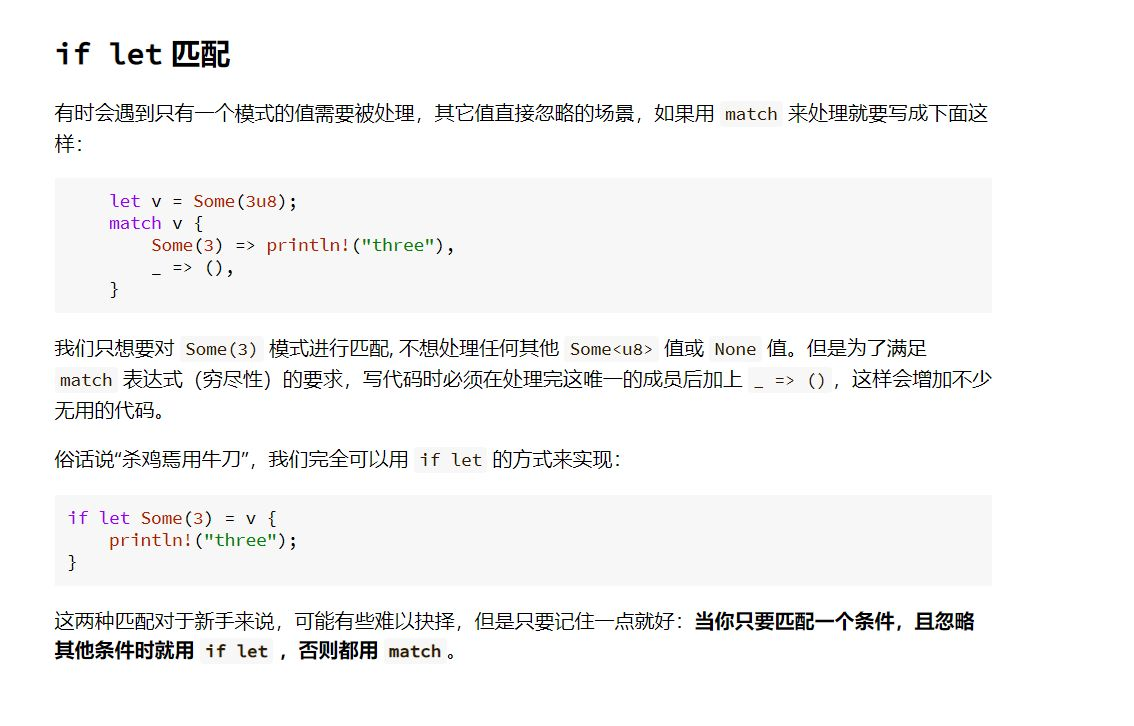 if let 匹配
有时会遇到只有一个模式的值需要被处理，其它值直接忽略的场景，如果用 match 来处理就要写成下面这
样：
    let v = Some(3u8);
    match v {
        Some(3) => println!("three"),
        _ => (),
    }
我们只想要对 Some(3) 模式进行匹配, 不想处理任何其他 Some<u8> 值或 None 值。但是为了满足
match 表达式（穷尽性）的要求，写代码时必须在处理完这唯一的成员后加上 _ => ()，这样会增加不少
无用的代码。
俗话说“杀鸡焉用牛刀”，我们完全可以用 if let 的方式来实现：
if let Some(3) = v {
    println!("three");
}
这两种匹配对于新手来说，可能有些难以抉择，但是只要记住一点就好：当你只要匹配一个条件，且忽略
其他条件时就用 if let ，否则都用 match。